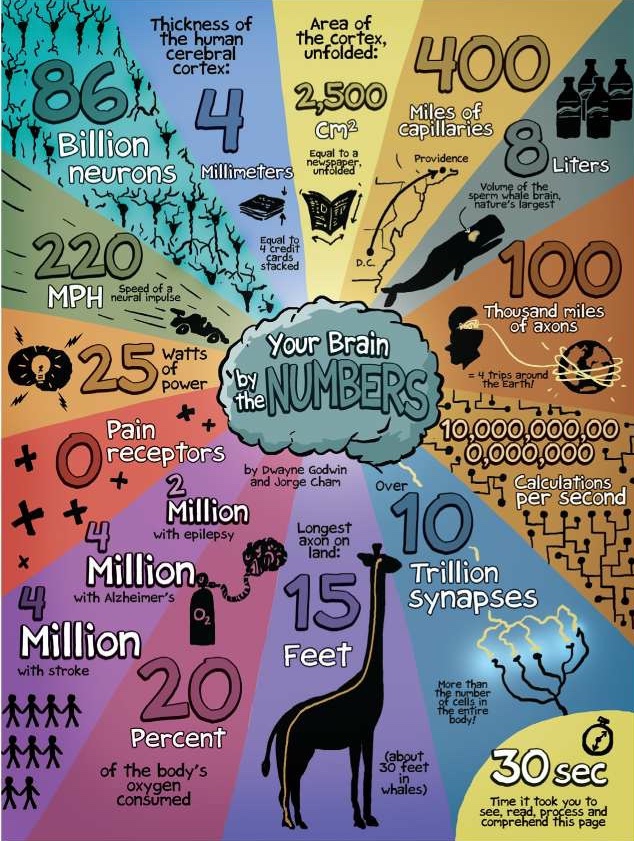 86
Billion
neurons
Thickness of
the human
cerebral
cortex:
4
Millimeters
Equal to
4 credit
cards
stacked
Area of
the cortex,
unfolded:
2,500
cm2
Equal to a
newspaper,
unfolded
400
Miles of
capillaries
Providence
D.C.
8 Liters
Volume of the
sperm whale brain,
nature's largest
220
MPH
Speed of a
neural impulse
100
Thousand miles
of axons
= 4 trips around
the Earth!
25 Watts
of
power
Your Brain
by
the NUMBERS
by Dwayne Godwin
and Jorge Cham
0 Pain
receptors
10,000,000,00
0,000,000
Calculations
per second
2
Million
with epilepsy
4
Million
with Alzheimer's
4
Million
with stroke
O2
20
Percent
of the body's
oxygen
consumed
Longest
axon on
land:
15
Feet
(about
30 feet
in
whales)
Over
10
Trillion
synapses
More than
the number
of cells in
the entire
body!
30 sec
Time it took you to
see, read, process and
comprehend this page